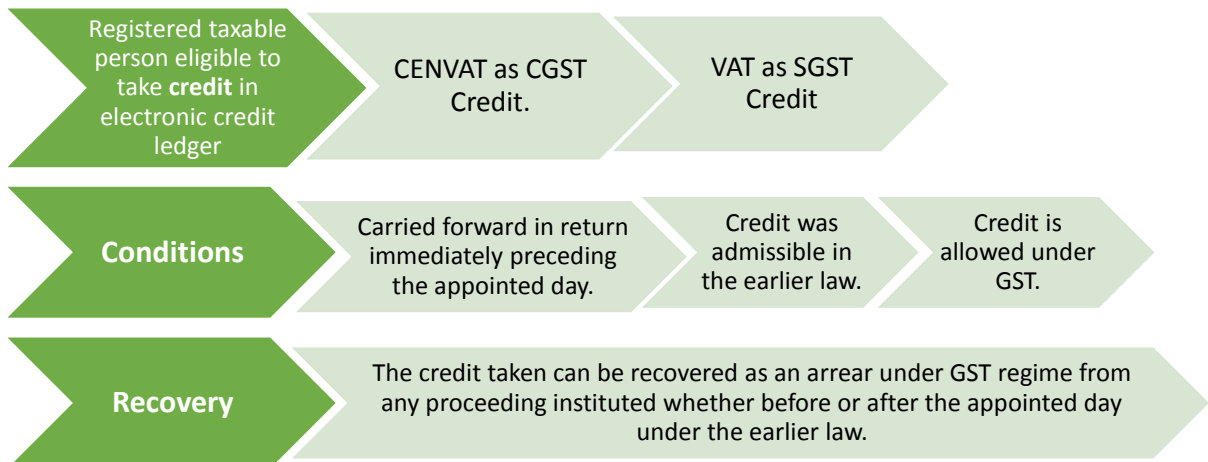 Registered taxable
person eligible to
take credit in
electronic credit
ledger
CENVAT as CGST
Credit.
VAT as SGST
Credit
Conditions
Carried forward in return
immediately preceding
the appointed day.
Credit was
admissible in
the earlier law.
Credit is
allowed under
GST.
Recovery
The credit taken can be recovered as an arrear under GST regime from
any proceeding instituted whether before or after the appointed day
under the earlier law.